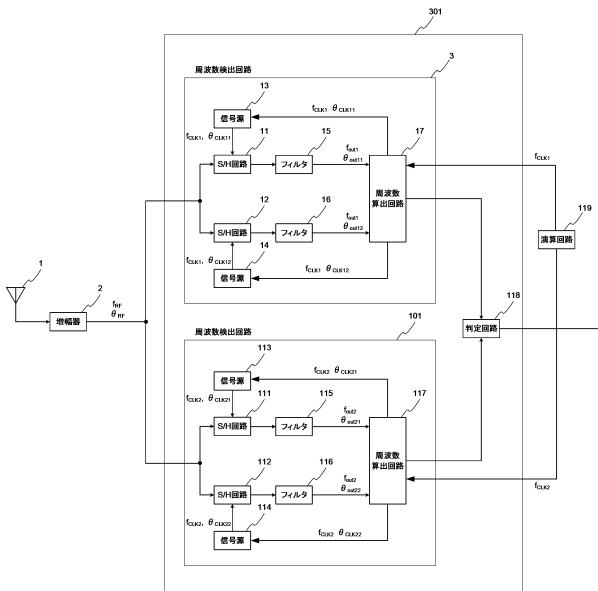 301
周波数検出回路
3
13
信号源
fCLK1 θCLK11
fCLK1, θCLK11
11
15
fout1
θout11
17
S/H回路
フィルタ
周波数
算出回路
12
16
fout1
θout12
S/H回路
フィルタ
fCLK1, θCLK12
14
fCLK1 θCLK12
信号源
fCLK1
119
演算回路
1
2
増幅器
fRF
θRF
118
判定回路
周波数検出回路
101
113
信号源
fCLK2 θCLK21
fCLK2, θCLK21
111
115
fout2
θout21
117
S/H回路
フィルタ
周波数
算出回路
112
116
fout2
θout22
S/H回路
フィルタ
fCLK2, θCLK22
114
fCLK2 θCLK22
信号源
fCLK2